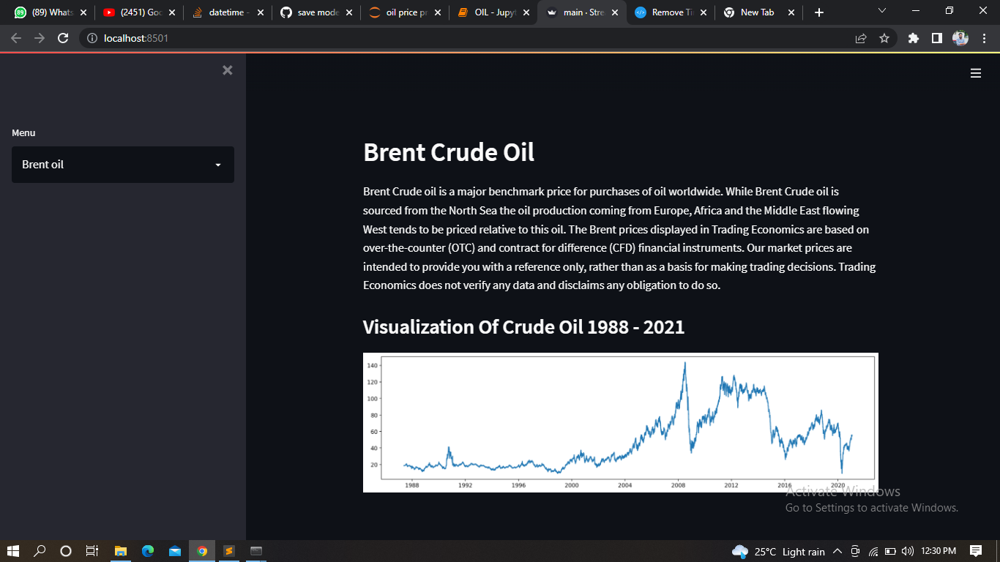 (89) Whats
(2451) Goo
datetime -
save mode
oil price pr
OIL - Jupyt
main · Stre
Remove Ti
New Tab
localhost:8501
Menu
Brent oil
Brent Crude Oil
Brent Crude oil is a major benchmark price for purchases of oil worldwide. While Brent Crude oil is
sourced from the North Sea the oil production coming from Europe, Africa and the Middle East flowing
West tends to be priced relative to this oil. The Brent prices displayed in Trading Economics are based on
over-the-counter (OTC) and contract for difference (CFD) financial instruments. Our market prices are
intended to provide you with a reference only, rather than as a basis for making trading decisions. Trading
Economics does not verify any data and disclaims any obligation to do so.
Visualization Of Crude Oil 1988 - 2021
140
120
100
80
60
40
20
1988 1992 1996 2000 2004 2008 2012 2016 2020
Activate Windows
Go to Settings to activate Windows.
25°C Light rain
12:30 PM